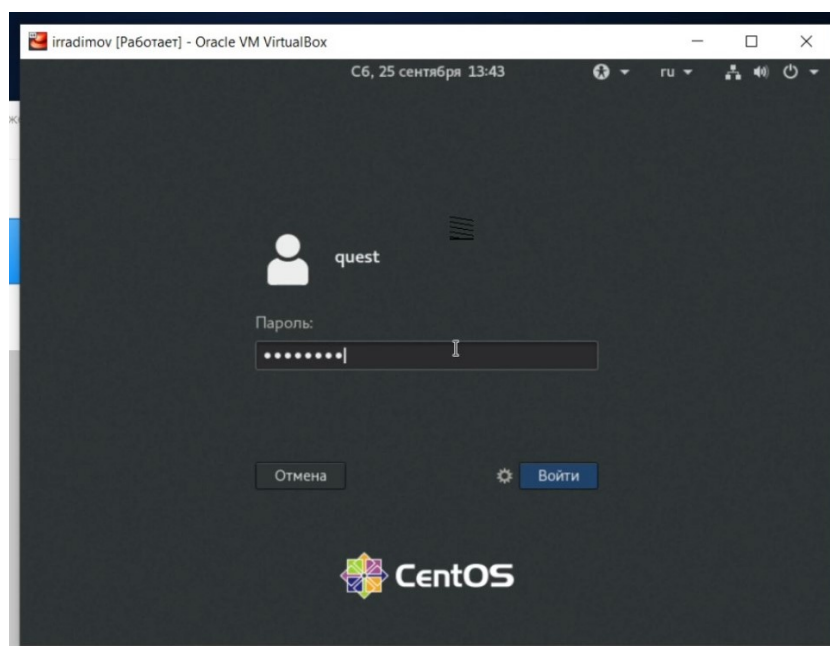 irradimov [Работает] - Oracle VM VirtualBox
Сб, 25 сентября 13:43
ru
quest
Пароль:
Отмена
Войти
CentOS